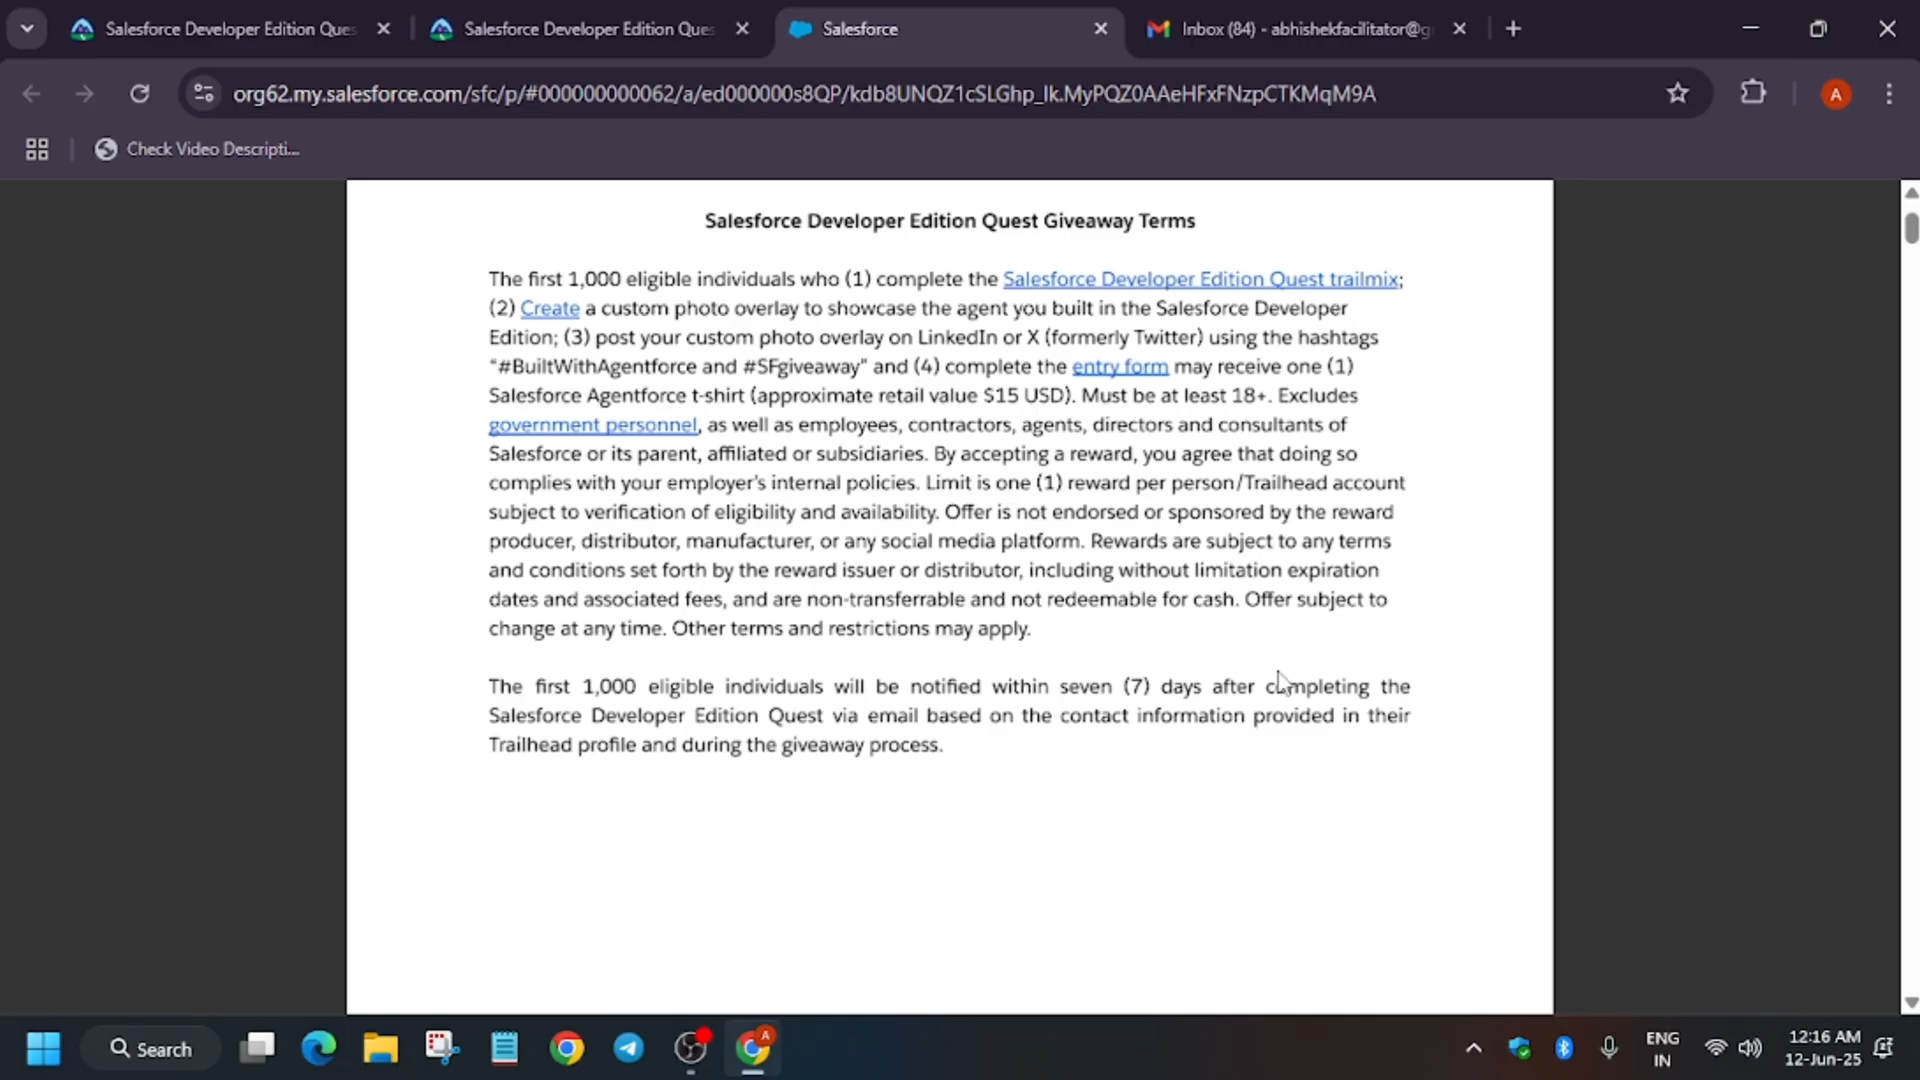 Salesforce Developer Edition Ques
Salesforce Developer Edition Ques
Salesforce
Inbox (84) - abhishekfacilitator@g
org62.my.salesforce.com/sfc/p/#000000000062/a/ed000000s8QP/kdb8UNQZ1cSLGhp_lk.MyPQZ0AAeHFxFNzpCTKMqM9A
A
Check Video Descripti...
Salesforce Developer Edition Quest Giveaway Terms
The first 1,000 eligible individuals who (1) complete the Salesforce Developer Edition Quest trailmix;
(2) Create a custom photo overlay to showcase the agent you built in the Salesforce Developer
Edition; (3) post your custom photo overlay on LinkedIn or X (formerly Twitter) using the hashtags
“#BuiltWithAgentforce and #SFgiveaway” and (4) complete the entry form may receive one (1)
Salesforce Agentforce t-shirt (approximate retail value $15 USD). Must be at least 18+. Excludes
government personnel, as well as employees, contractors, agents, directors and consultants of
Salesforce or its parent, affiliated or subsidiaries. By accepting a reward, you agree that doing so
complies with your employer's internal policies. Limit is one (1) reward per person/Trailhead account
subject to verification of eligibility and availability. Offer is not endorsed or sponsored by the reward
producer, distributor, manufacturer, or any social media platform. Rewards are subject to any terms
and conditions set forth by the reward issuer or distributor, including without limitation expiration
dates and associated fees, and are non-transferrable and not redeemable for cash. Offer subject to
change at any time. Other terms and restrictions may apply.
The first 1,000 eligible individuals will be notified within seven (7) days after completing the
Salesforce Developer Edition Quest via email based on the contact information provided in their
Trailhead profile and during the giveaway process.
Search
A
ENG
IN
12:16 AM
12-Jun-25